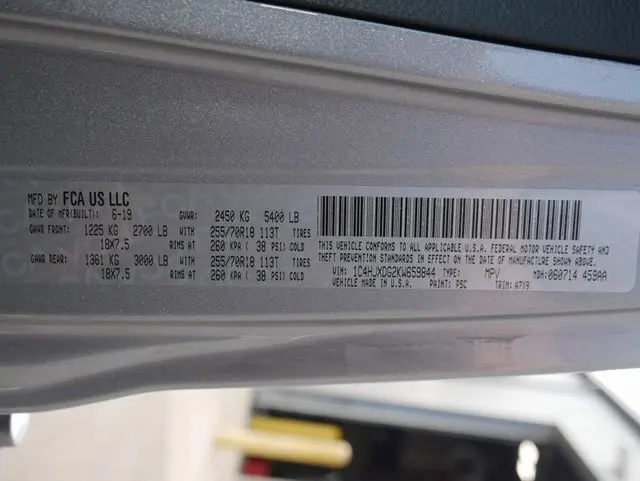 MFD BY FCA US LLC
DATE OF MFR(BUILT): 6-19 GVWR: 2450 KG 5400 LB
GAWR FRONT: 1225 KG 2700 LB WITH 255/70R18 113T TIRES
18X7.5 RIMS AT 260 KPA ( 38 PSI) COLD
GAWR REAR: 1361 KG 3000 LB WITH 255/70R18 113T TIRES
18X7.5 RIMS AT 260 KPA ( 38 PSI) COLD
THIS VEHICLE CONFORMS TO ALL APPLICABLE U.S.A. FEDERAL MOTOR VEHICLE SAFETY AND
THEFT PREVENTION STANDARDS IN EFFECT ON THE DATE OF MANUFACTURE SHOWN ABOVE.
VIN: 1C4HJXDG2KW659844 TYPE: MPV MDH: 060714 459AA
VEHICLE MADE IN U.S.A. PAINT: PSC TRIM: A7X9